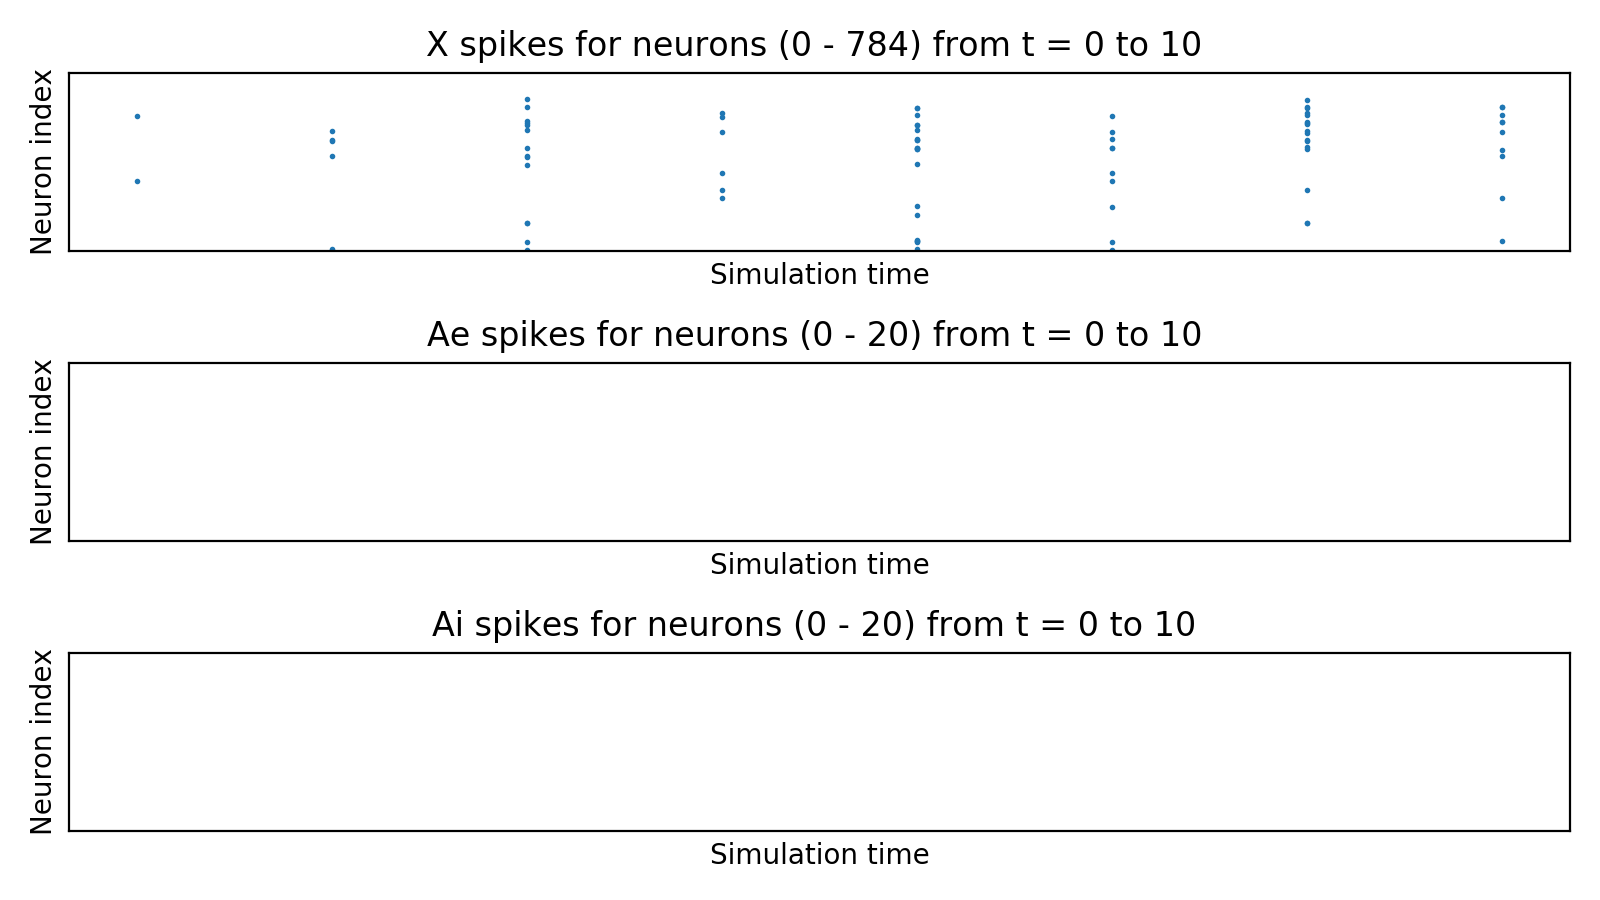 X spikes for neurons (0 - 784) from t = 0 to 10
Neuron index
Simulation time
Ae spikes for neurons (0 - 20) from t = 0 to 10
Neuron index
Simulation time
Ai spikes for neurons (0 - 20) from t = 0 to 10
Neuron index
Simulation time